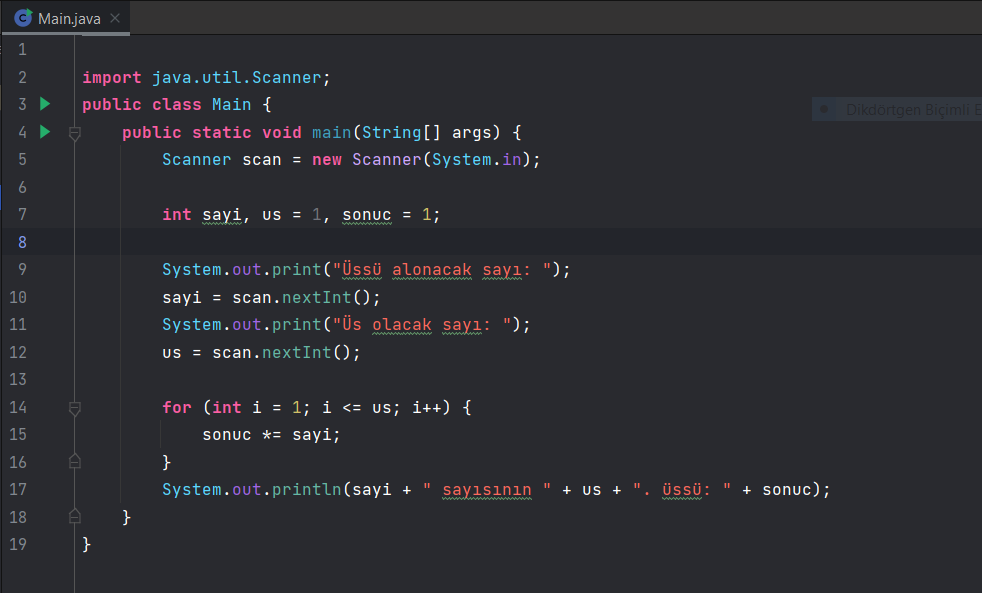 Main.java
1
2 import java.util.Scanner;
3 public class Main {
4 public static void main(String[] args) {
5 Scanner scan = new Scanner(System.in);
6
7 int sayi, us = 1, sonuc = 1;
8
9 System.out.print("Üssü alonacak sayı: ");
10 sayi = scan.nextInt();
11 System.out.print("Üs olacak sayı: ");
12 us = scan.nextInt();
13
14 for (int i = 1; i <= us; i++) {
15 sonuc *= sayi;
16 }
17 System.out.println(sayi + " sayısının " + us + ". üssü: " + sonuc);
18 }
19 }
Dikdörtgen Biçimli